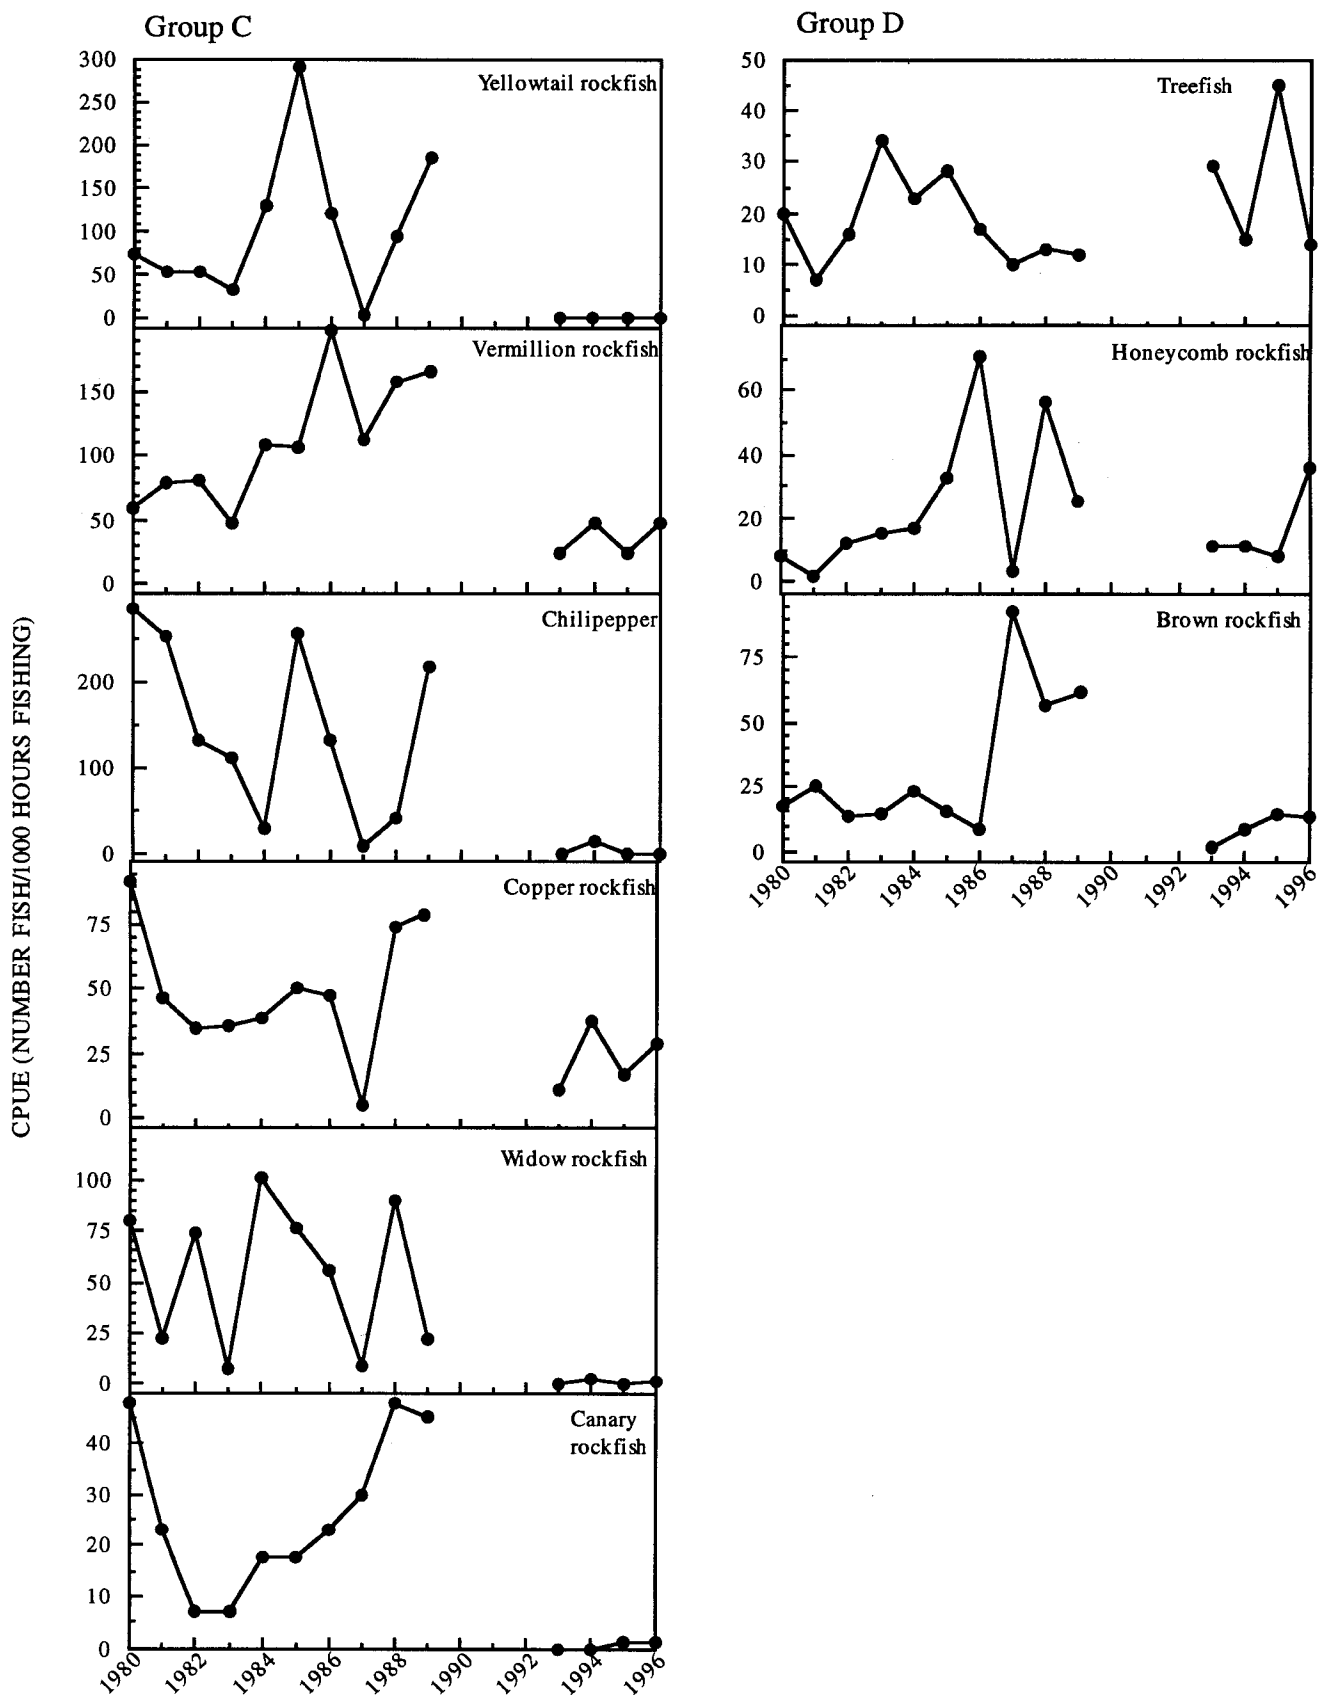 Group C
Group D
CPUE (NUMBER FISH/1000 HOURS FISHING)
Yellowtail rockfish
300
250
200
150
100
50
0
Vermillion rockfish
150
100
50
0
Chilipepper
200
100
0
Copper rockfish
75
50
25
0
Widow rockfish
100
75
50
25
0
Canary
rockfish
40
30
20
10
0
1980 1982 1984 1986 1988 1990 1992 1994 1996
Treefish
50
40
30
20
10
0
Honeycomb rockfish
60
40
20
0
Brown rockfish
75
50
25
0
1980 1982 1984 1986 1988 1990 1992 1994 1996